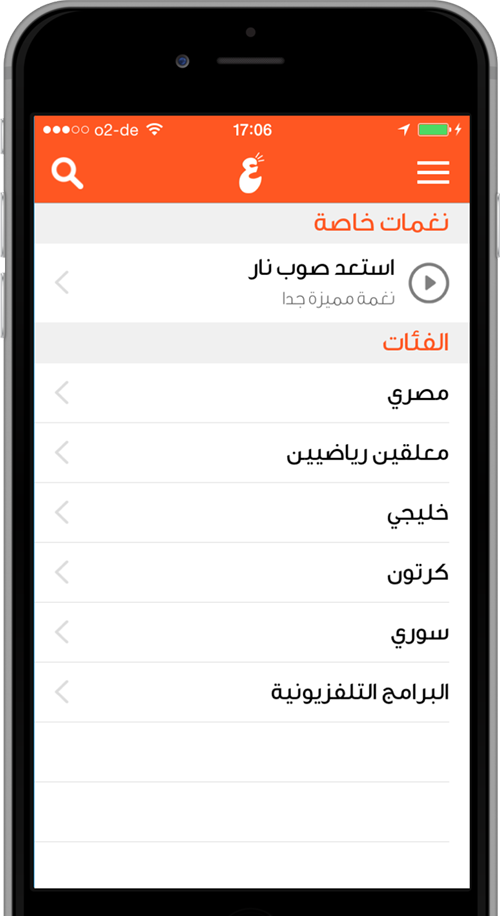 o2-de 17:06
ع
نغمات خاصة
استعد صوب نار
نغمة مميزة جدا
الفئات
مصري
معلقين رياضيين
خليجي
كرتون
سوري
البرامج التلفزيونية